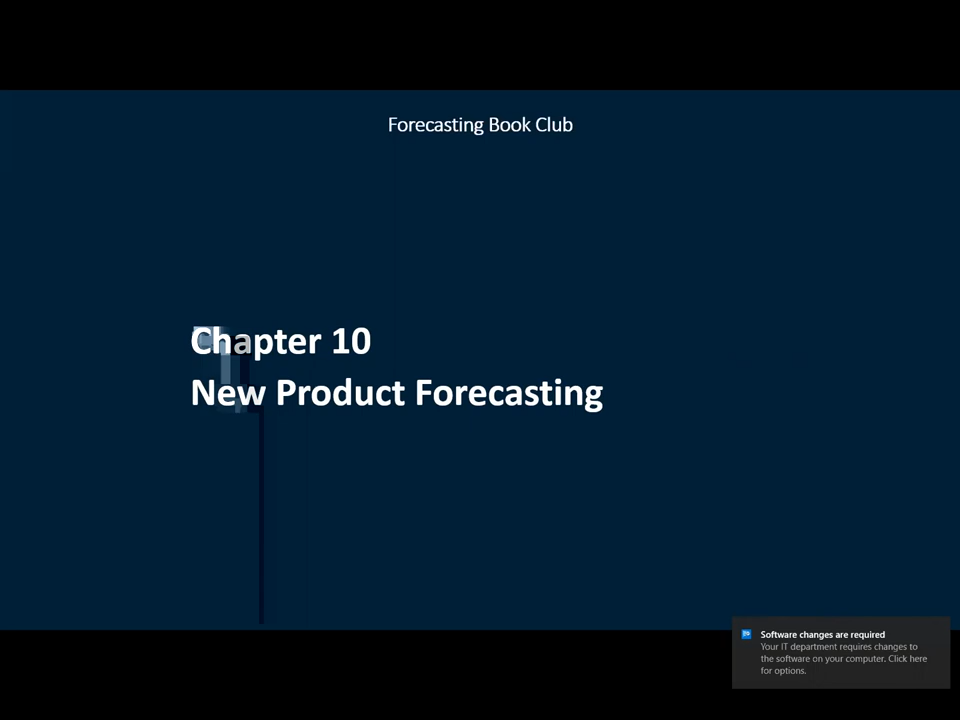 Forecasting Book Club
Chapter 10
New Product Forecasting
Software changes are required
Your IT department requires changes to
the software on your computer. Click here
for options.